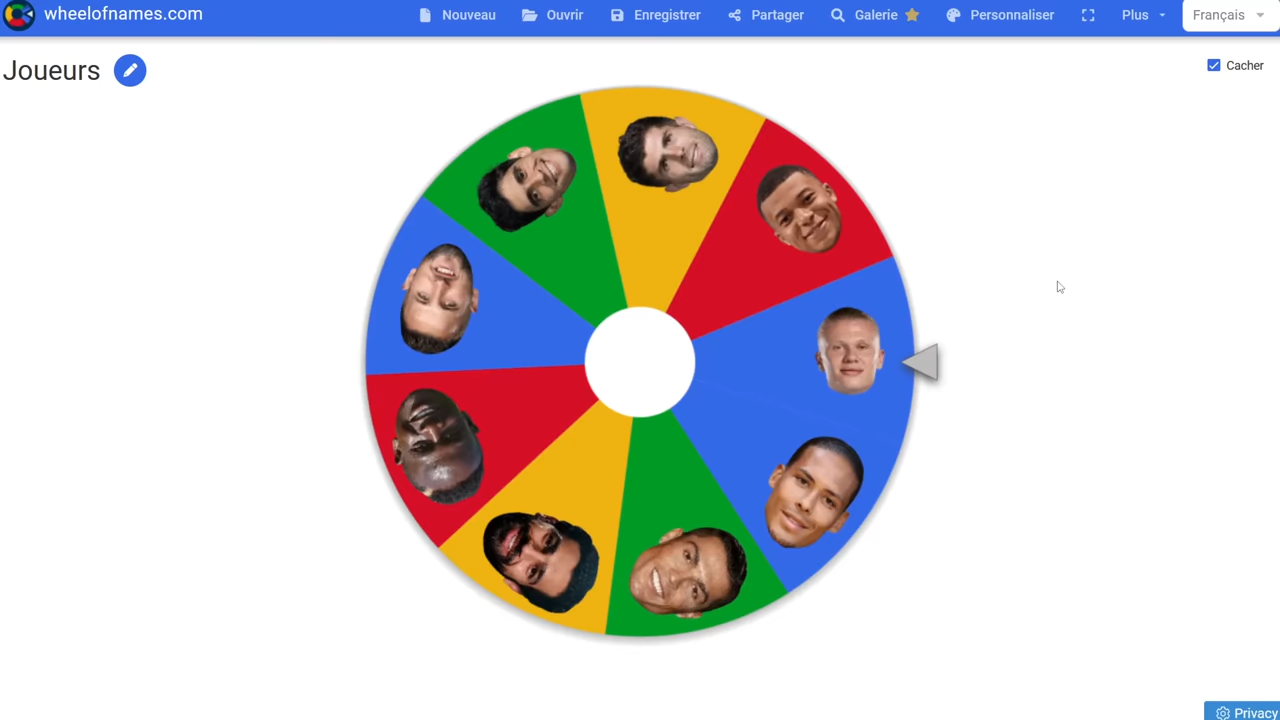 wheelofnames.com
Nouveau
Ouvrir
Enregistrer
Partager
Galerie
Personnaliser
Plus
Français
Joueurs
Cacher
Privacy